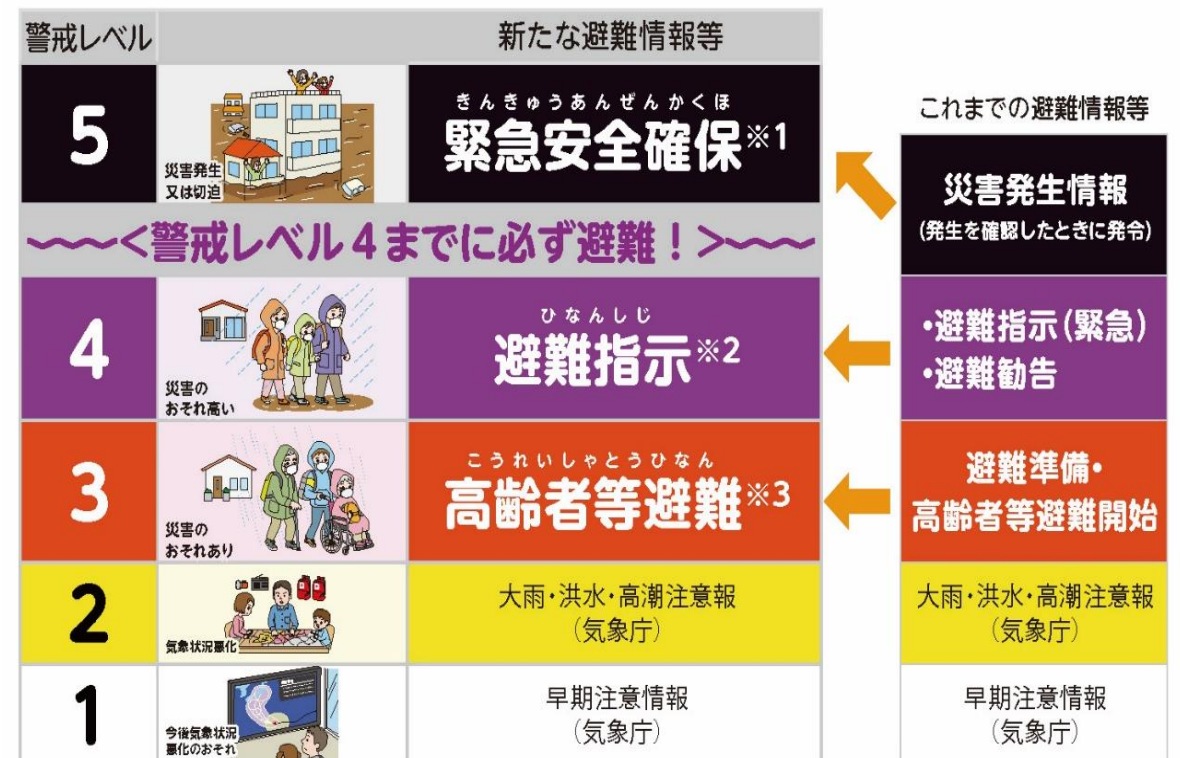 警戒レベル
新たな避難情報等
5
災害発生
又は切迫
きんきゅうあんぜんかくほ
緊急安全確保※1
<警戒レベル4までに必ず避難!>
4
災害の
おそれ高い
ひなんしじ
避難指示※2
3
災害の
おそれあり
こうれいしゃとうひなん
高齢者等避難※3
2
気象状況悪化
大雨・洪水・高潮注意報
(気象庁)
1
今後気象状況
悪化のおそれ
早期注意情報
(気象庁)
これまでの避難情報等
災害発生情報
(発生を確認したときに発令)
・避難指示(緊急)
・避難勧告
避難準備・
高齢者等避難開始
大雨・洪水・高潮注意報
(気象庁)
早期注意情報
(気象庁)